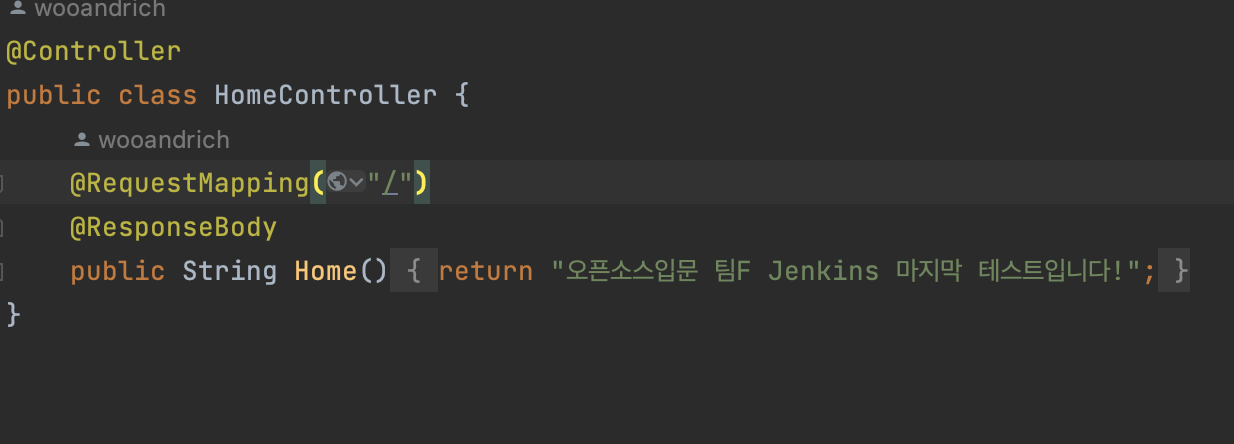 wooandrich
@Controller
public class HomeController {
wooandrich
@RequestMapping("/")
@ResponseBody
public String Home() { return "오픈소스입문 팀F Jenkins 마지막 테스트입니다!"; }
}